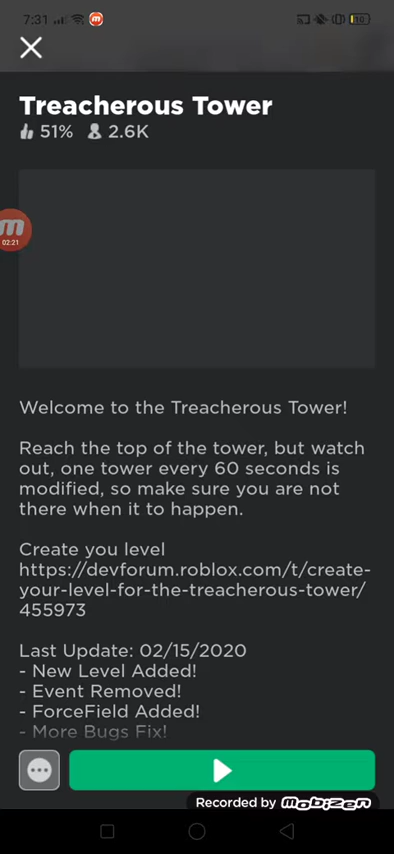 7:31
10
Treacherous Tower
51% 2.6K
02:21
Welcome to the Treacherous Tower!
Reach the top of the tower, but watch
out, one tower every 60 seconds is
modified, so make sure you are not
there when it to happen.
Create you level
https://devforum.roblox.com/t/create-
your-level-for-the-treacherous-tower/
455973
Last Update: 02/15/2020
- New Level Added!
- Event Removed!
- ForceField Added!
- More Bugs Fix!
Recorded by mobizen